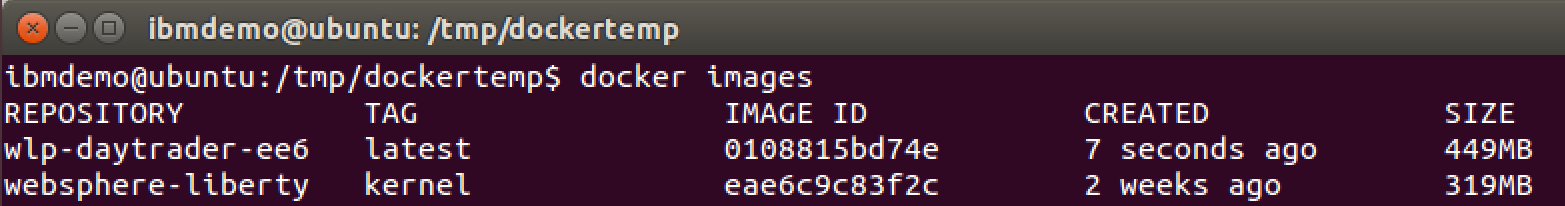 ibmdemo@ubuntu: /tmp/dockertemp
ibmdemo@ubuntu:/tmp/dockertemp$ docker images
REPOSITORY TAG IMAGE ID CREATED SIZE
wlp-daytrader-ee6 latest 0108815bd74e 7 seconds ago 449MB
websphere-liberty kernel eae6c9c83f2c 2 weeks ago 319MB